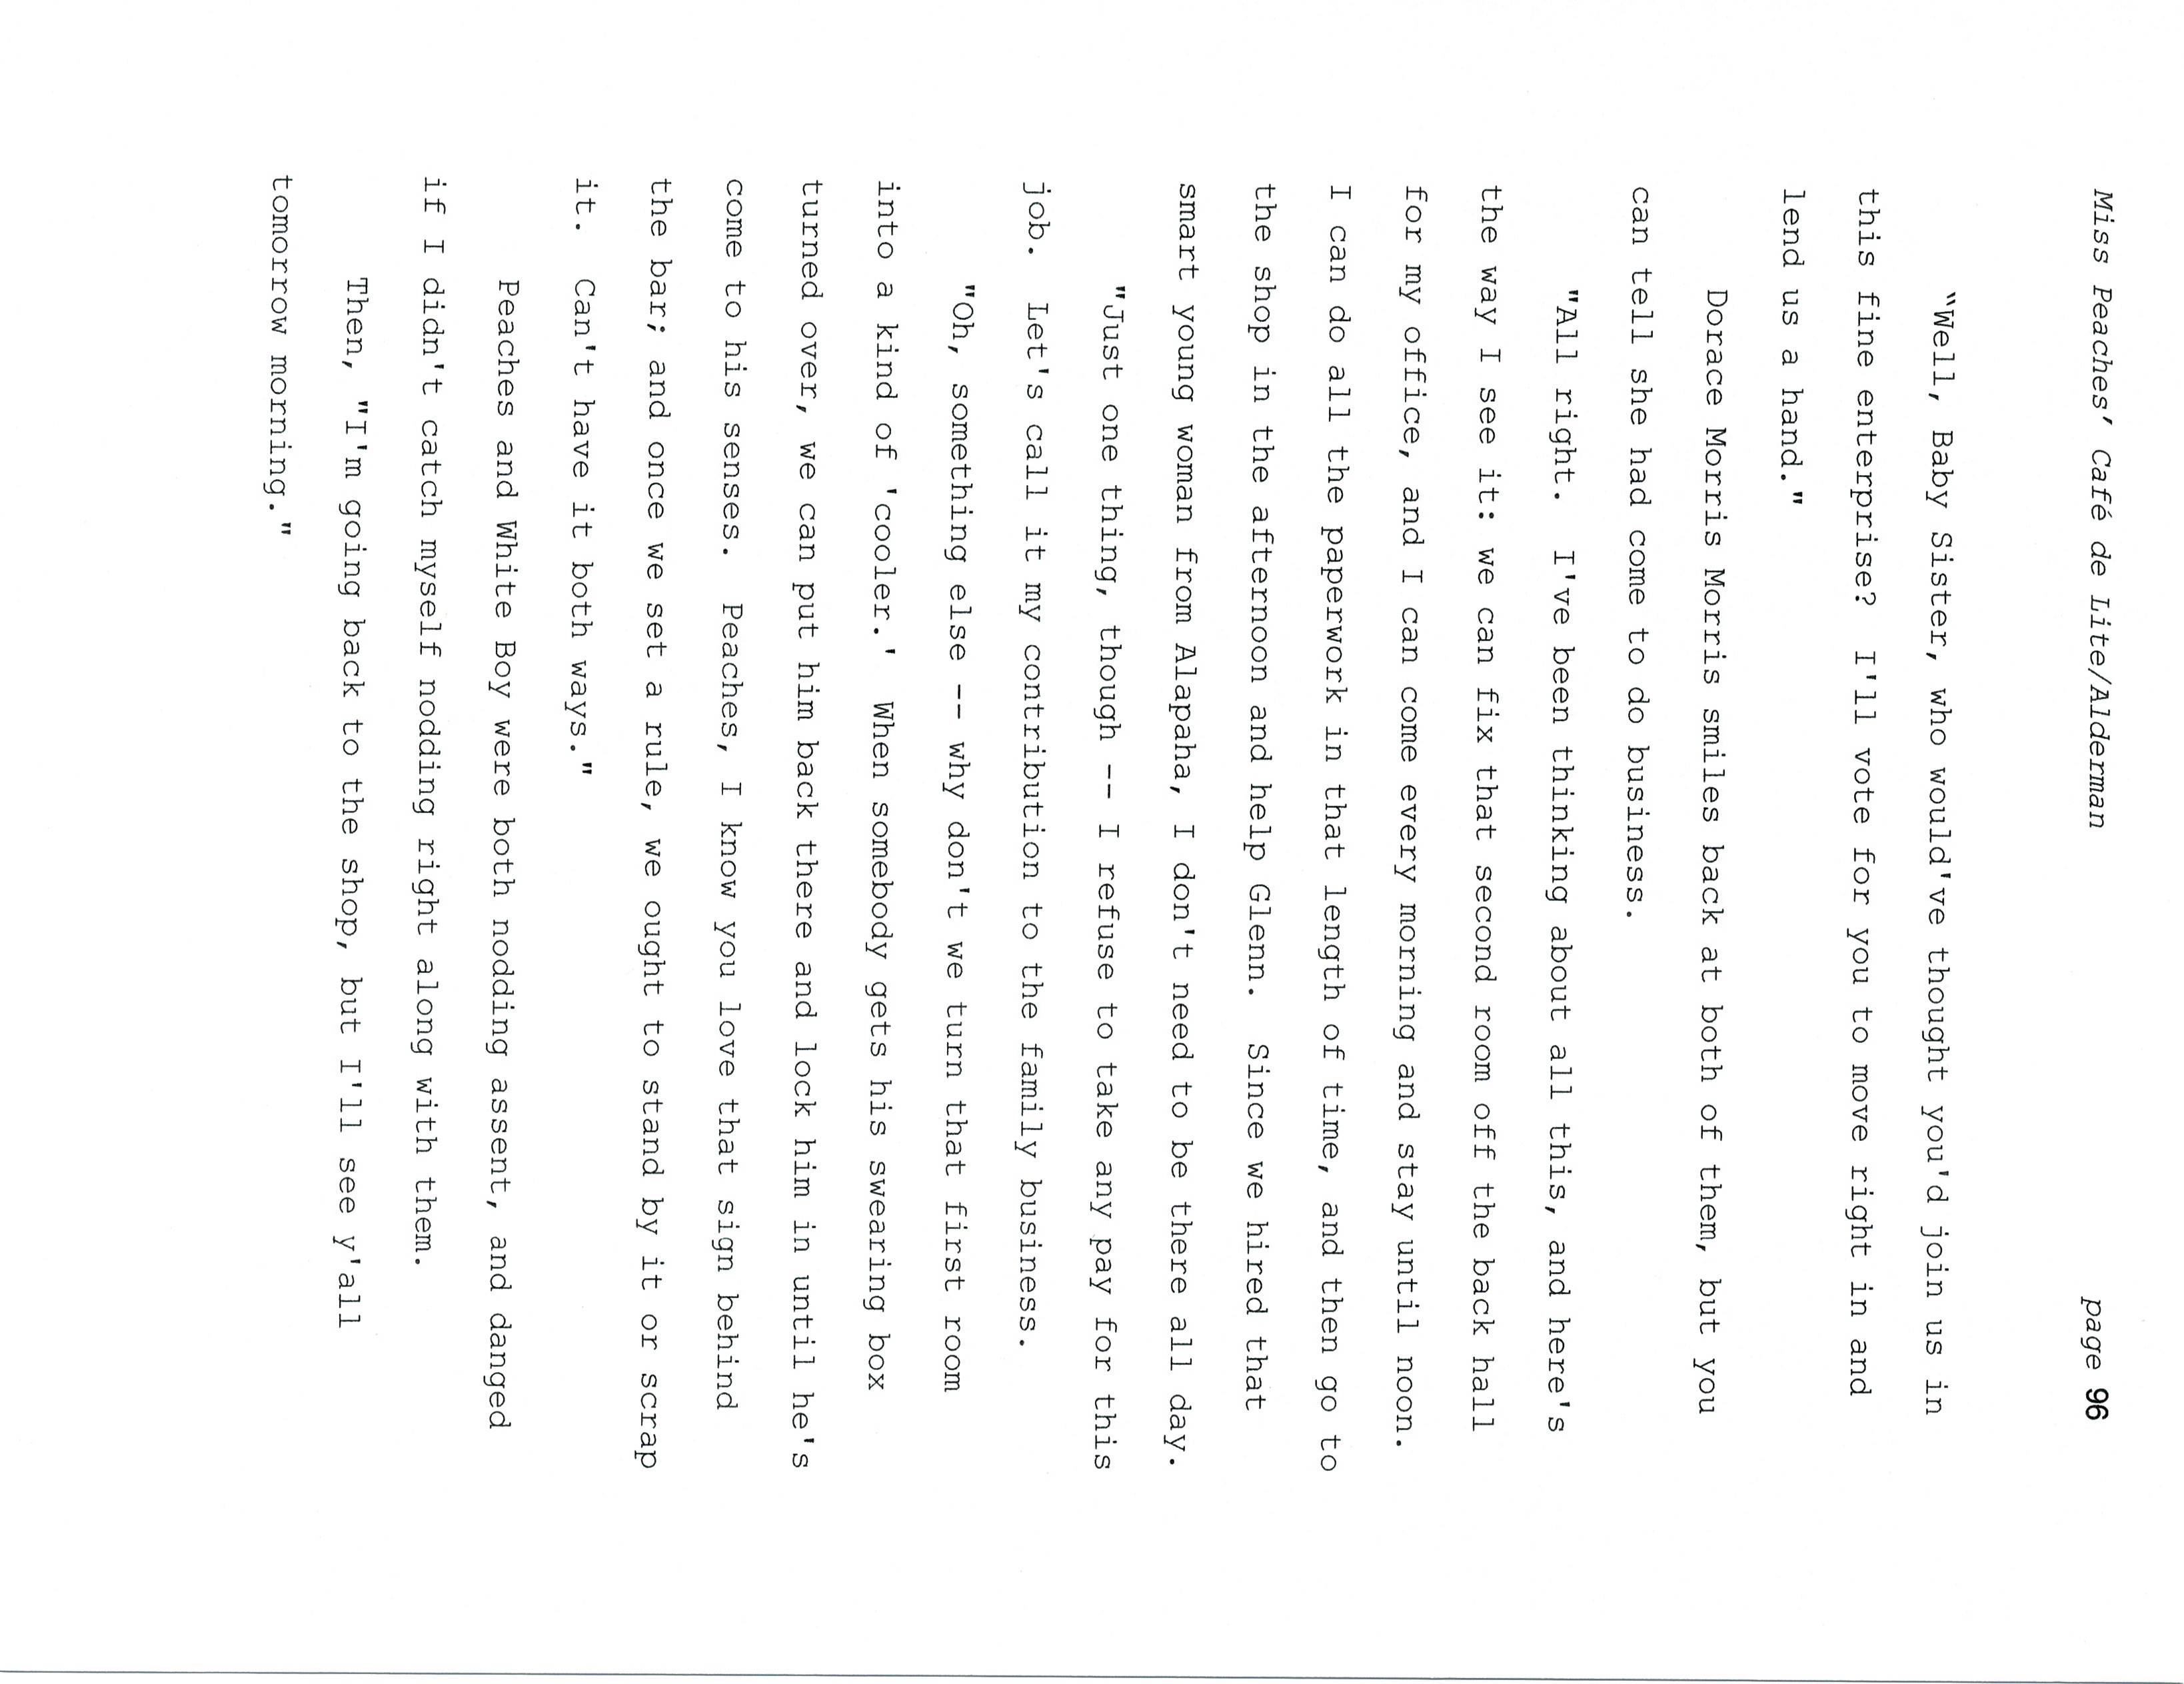 Miss Peaches’ Café de Lite/Alderman page 96
“Well, Baby Sister, who would've thought you'd join us in
this fine enterprise?  I'll vote for you to move right in and
lend us a hand."
Dorace Morris Morris smiles back at both of them, but you
can tell she had come to do business.
"All right.  I've been thinking about all this, and here's
the way I see it: we can fix that second room off the back hall
for my office, and I can come every morning and stay until noon.
I can do all the paperwork in that length of time, and then go to
the shop in the afternoon and help Glenn.  Since we hired that
smart young woman from Alapaha, I don't need to be there all day.
"Just one thing, though -- I refuse to take any pay for this
job.  Let's call it my contribution to the family business.
"Oh, something else -- why don't we turn that first room
into a kind of 'cooler.'  When somebody gets his swearing box
turned over, we can put him back there and lock him in until he's
come to his senses.  Peaches, I know you love that sign behind
the bar; and once we set a rule, we ought to stand by it or scrap
it.  Can't have it both ways."
Peaches and White Boy were both nodding assent, and danged
if I didn't catch myself nodding right along with them.
Then, "I'm going back to the shop, but I'll see y'all
tomorrow morning."